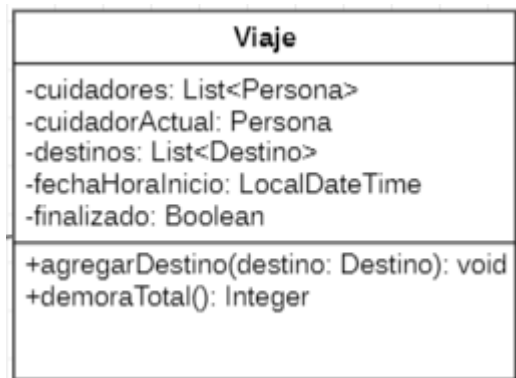 Viaje
-cuidadores: List<Persona>
-cuidadorActual: Persona
-destinos: List<Destino>
-fechaHoraInicio: LocalDateTime
-finalizado: Boolean
+agregarDestino(destino: Destino): void
+demoraTotal(): Integer